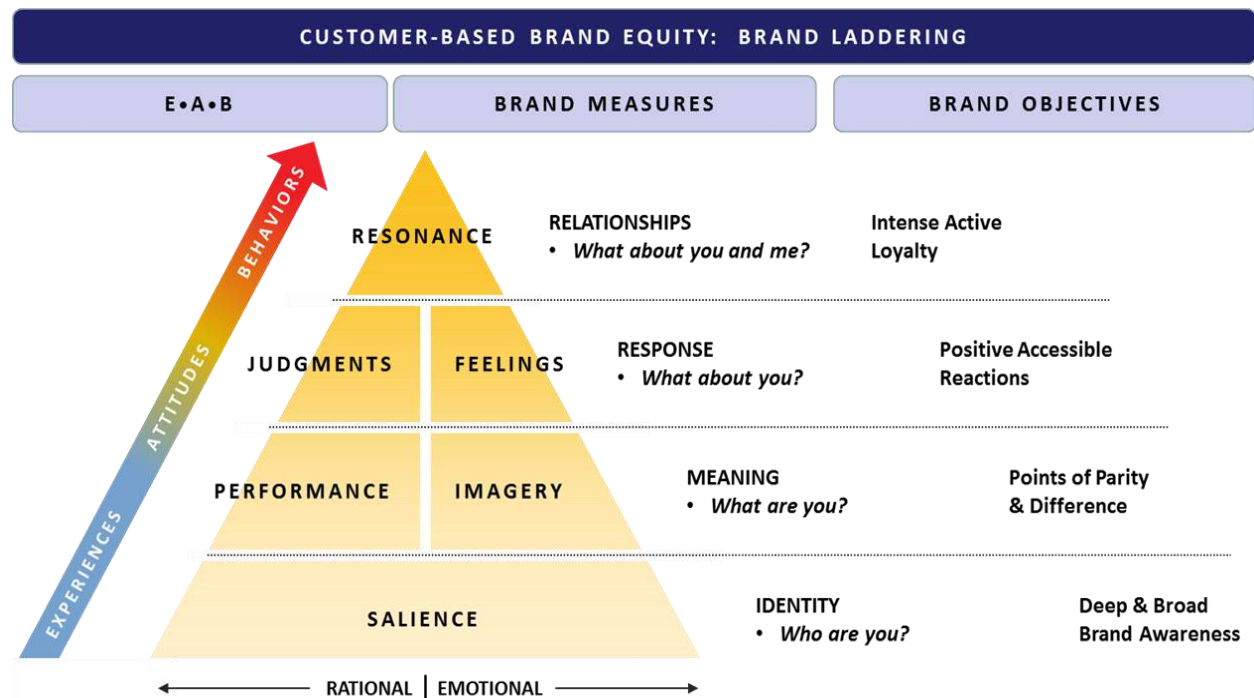 CUSTOMER-BASED BRAND EQUITY: BRAND LADDERING
E•A•B
BRAND MEASURES
BRAND OBJECTIVES
BEHAVIORS
ATTITUDES
EXPERIENCES
RESONANCE
RELATIONSHIPS
• What about you and me?
Intense Active
Loyalty
JUDGMENTS
FEELINGS
RESPONSE
• What about you?
Positive Accessible
Reactions
PERFORMANCE
IMAGERY
MEANING
• What are you?
Points of Parity
& Difference
SALIENCE
IDENTITY
• Who are you?
Deep & Broad
Brand Awareness
RATIONAL | EMOTIONAL